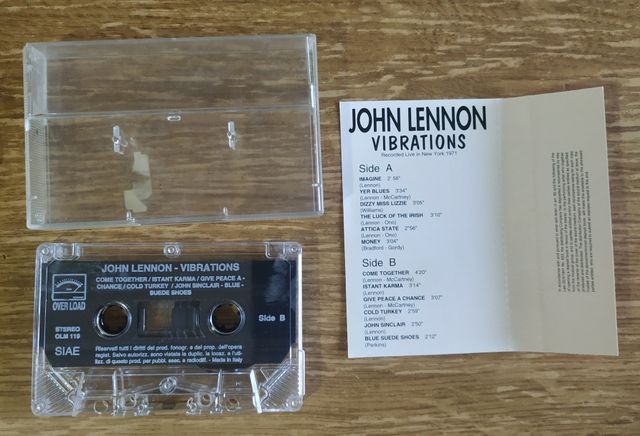 JOHN LENNON
VIBRATIONS
Recorded Live in New York 1971
Side A
IMAGINE 2'56"
(Lennon)
YER BLUES 3'34"
(Lennon - McCartney)
DIZZY MISS LIZZIE 3'05"
(Williams)
THE LUCK OF THE IRISH 3'10"
(Lennon - Ono)
ATTICA STATE 2'56"
(Lennon - Ono)
MONEY 3'04"
(Bradford - Gordy)
Side B
COME TOGETHER 4'20"
(Lennon - McCartney)
ISTANT KARMA 3'14"
(Lennon)
GIVE PEACE A CHANCE 3'07"
(Lennon - McCartney)
COLD TURKEY 2'59"
(Lennon)
JOHN SINCLAIR 2'50"
(Lennon)
BLUE SUEDE SHOES 2'12"
(Perkins)
JOHN LENNON - VIBRATIONS
COME TOGETHER / ISTANT KARMA / GIVE PEACE A -
CHANCE / COLD TURKEY / JOHN SINCLAIR - BLUE -
SUEDE SHOES
OVER LOAD
STEREO
OLM 119
SIAE
Side B
Riservati tutti i diritti del prod. fonogr. e del prop. dell'opera
regist. Salvo autorizz. sono vietate la duplic. la locaz. e l'uti-
lizz. di questo prod. per pubbl. esec. e radiodiff. - Made in Italy